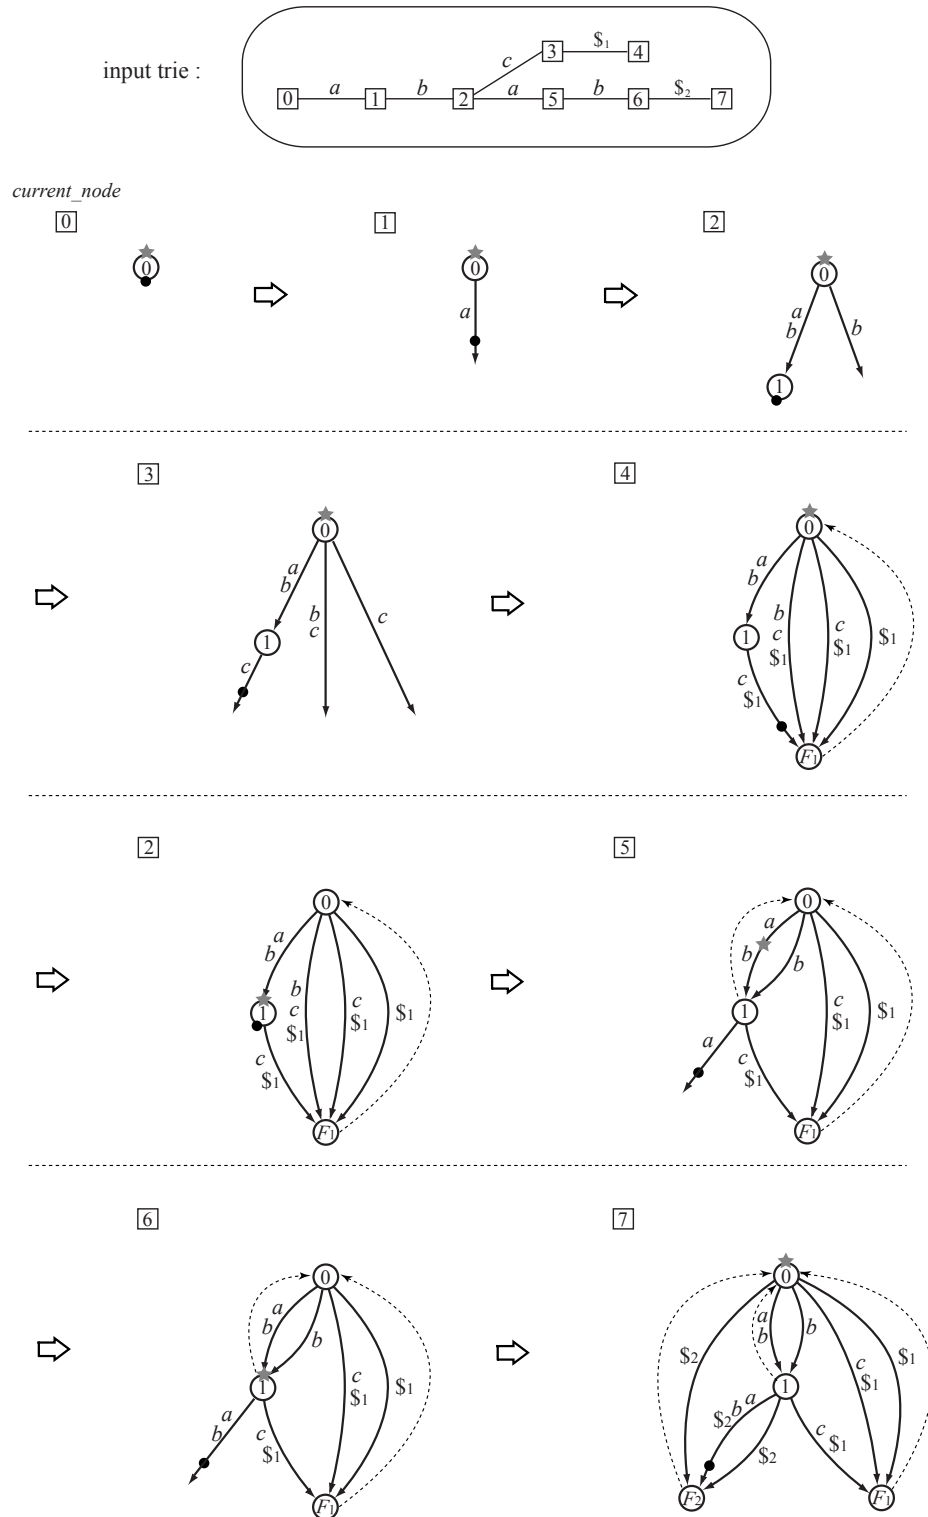 c 3 $1 4
input trie :
0 a 1 b 2 a 5 b 6 $2 7
current_node
0 1 2
0 0 0
a a b b
1
3 4
0 0
a b b c c a b b c $1 c $1 $1
1 1
c c $1
F1
2 5
0 0
a b b c $1 c $1 $1 a b b c $1 $1
1 1
c $1 a c $1
F1 F1
6 7
0 0
a b b c $1 $1 $2 a b b c $1 $1
1 1
a b c $1 $2 b a $2 c $1
F1 F2 F1